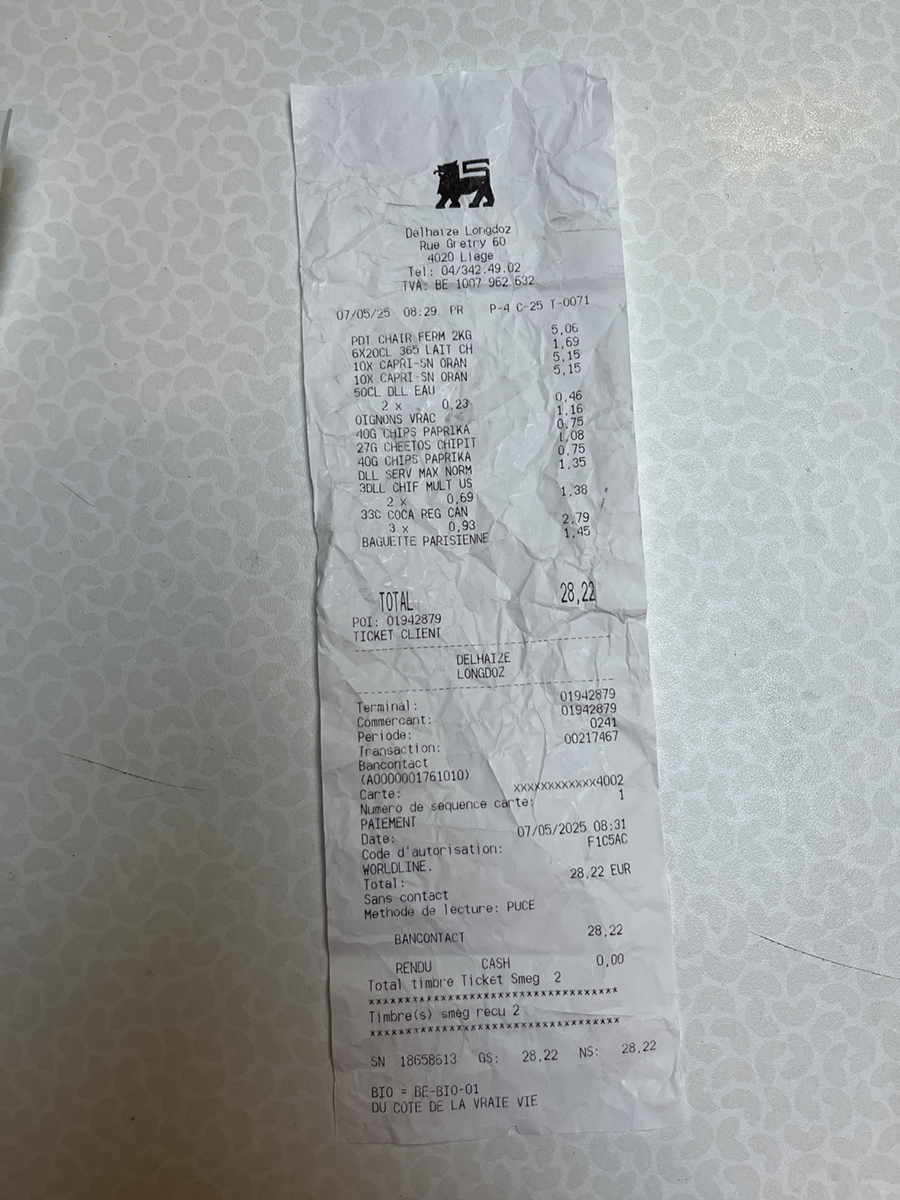 Delhaize Longdoz
Rue Gretry 60
4020 Liege
Tel: 04/342.49.02
TVA: BE 1007 962 632
07/05/25 08:29 PR P-4 C-25 T-0071
PDT CHAIR FERM 2KG 5,06
6X20CL 365 LAIT CH 1,69
10X CAPRI-SN ORAN 5,15
10X CAPRI-SN ORAN 5,15
50CL DLL EAU
2 x 0,23 0,46
OIGNONS VRAC 1,16
40G CHIPS PAPRIKA 0,75
27G CHEETOS CHIPIT 1,08
40G CHIPS PAPRIKA 0,75
DLL SERV MAX NORM 1,35
3DLL CHIF MULT US
2 x 0,69 1,38
33C COCA REG CAN
3 x 0,93 2,79
BAGUETTE PARISIENNE 1,45
TOTAL 28,22
POI: 01942879
TICKET CLIENT
DELHAIZE
LONGDOZ
Terminal: 01942879
Commercant: 01942879
Periode: 0241
Transaction: 00217467
Bancontact
(A0000001761010)
Carte: xxxxxxxxxxxxx4002
Numero de sequence carte: 1
PAIEMENT
Date: 07/05/2025 08:31
Code d'autorisation: F1C5AC
WORLDLINE.
Total: 28,22 EUR
Sans contact
Methode de lecture: PUCE
BANCONTACT 28,22
RENDU CASH 0,00
Total timbre Ticket Smeg 2
************************************
Timbre(s) smeg recu 2
************************************
SN 18658613 GS: 28,22 NS: 28,22
BIO = BE-BIO-01
DU COTE DE LA VRAIE VIE